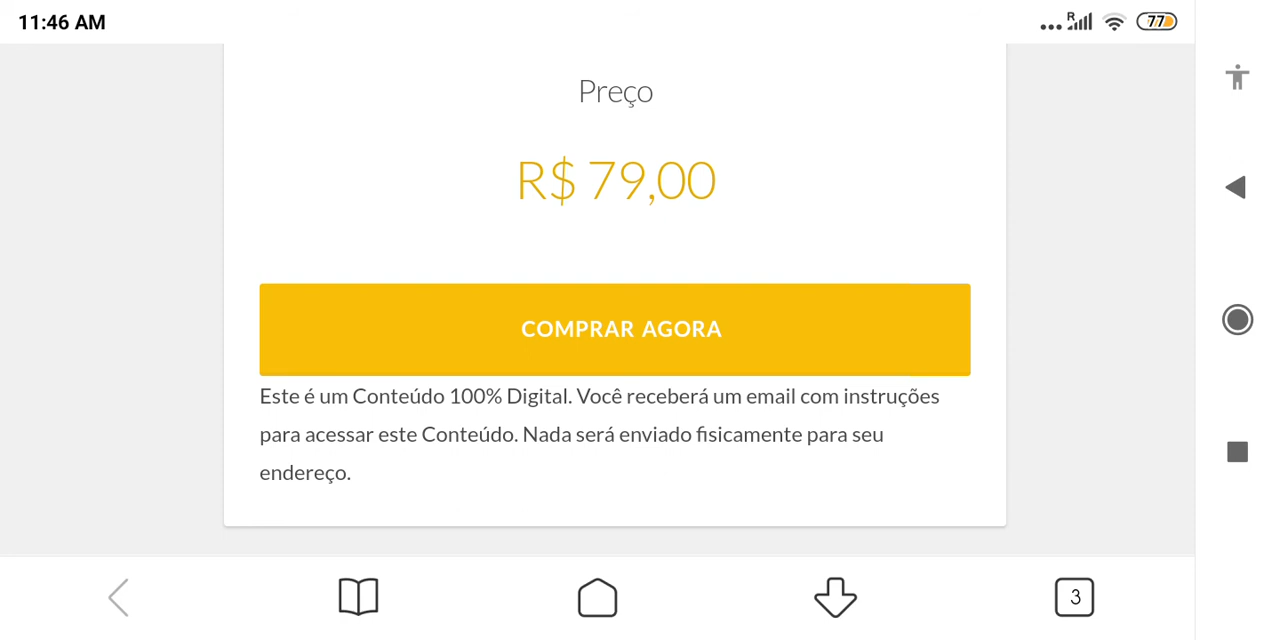 11:46 AM
R
77
Preço
R$ 79,00
COMPRAR AGORA
Este é um Conteúdo 100% Digital. Você receberá um email com instruções
para acessar este Conteúdo. Nada será enviado fisicamente para seu
endereço.
3